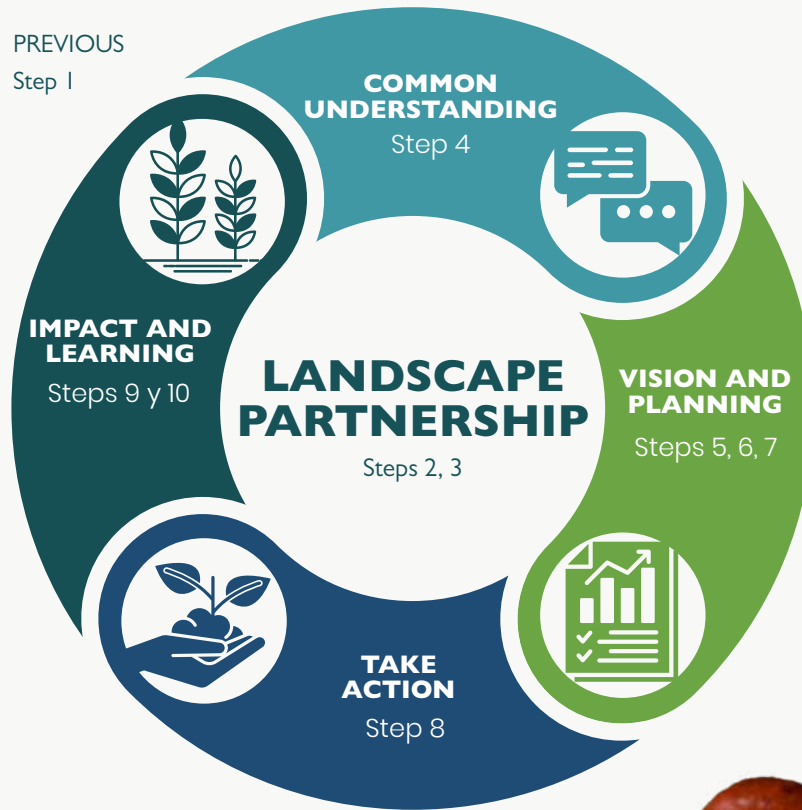 PREVIOUS
Step 1
COMMON
UNDERSTANDING
Step 4
IMPACT AND
LEARNING
Steps 9 y 10
LANDSCAPE
PARTNERSHIP
Steps 2, 3
VISION AND
PLANNING
Steps 5, 6, 7
TAKE
ACTION
Step 8